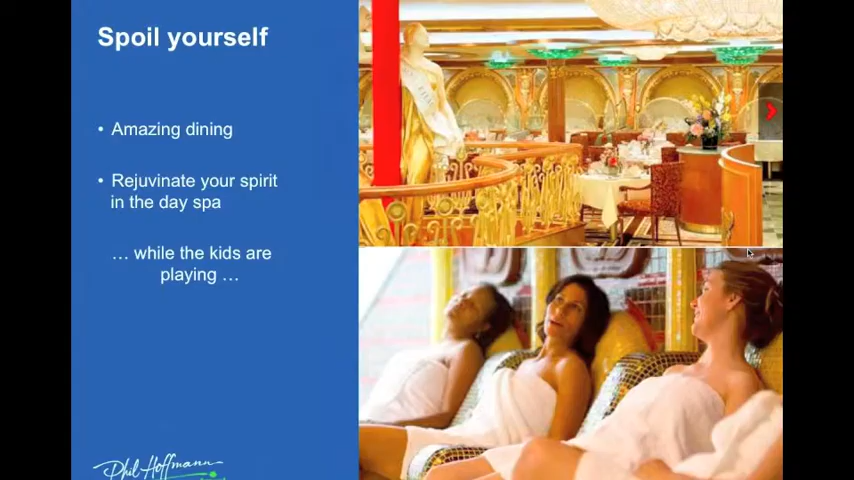 Spoil yourself
• Amazing dining
• Rejuvinate your spirit
in the day spa
… while the kids are
playing …
Phil Hoffmann